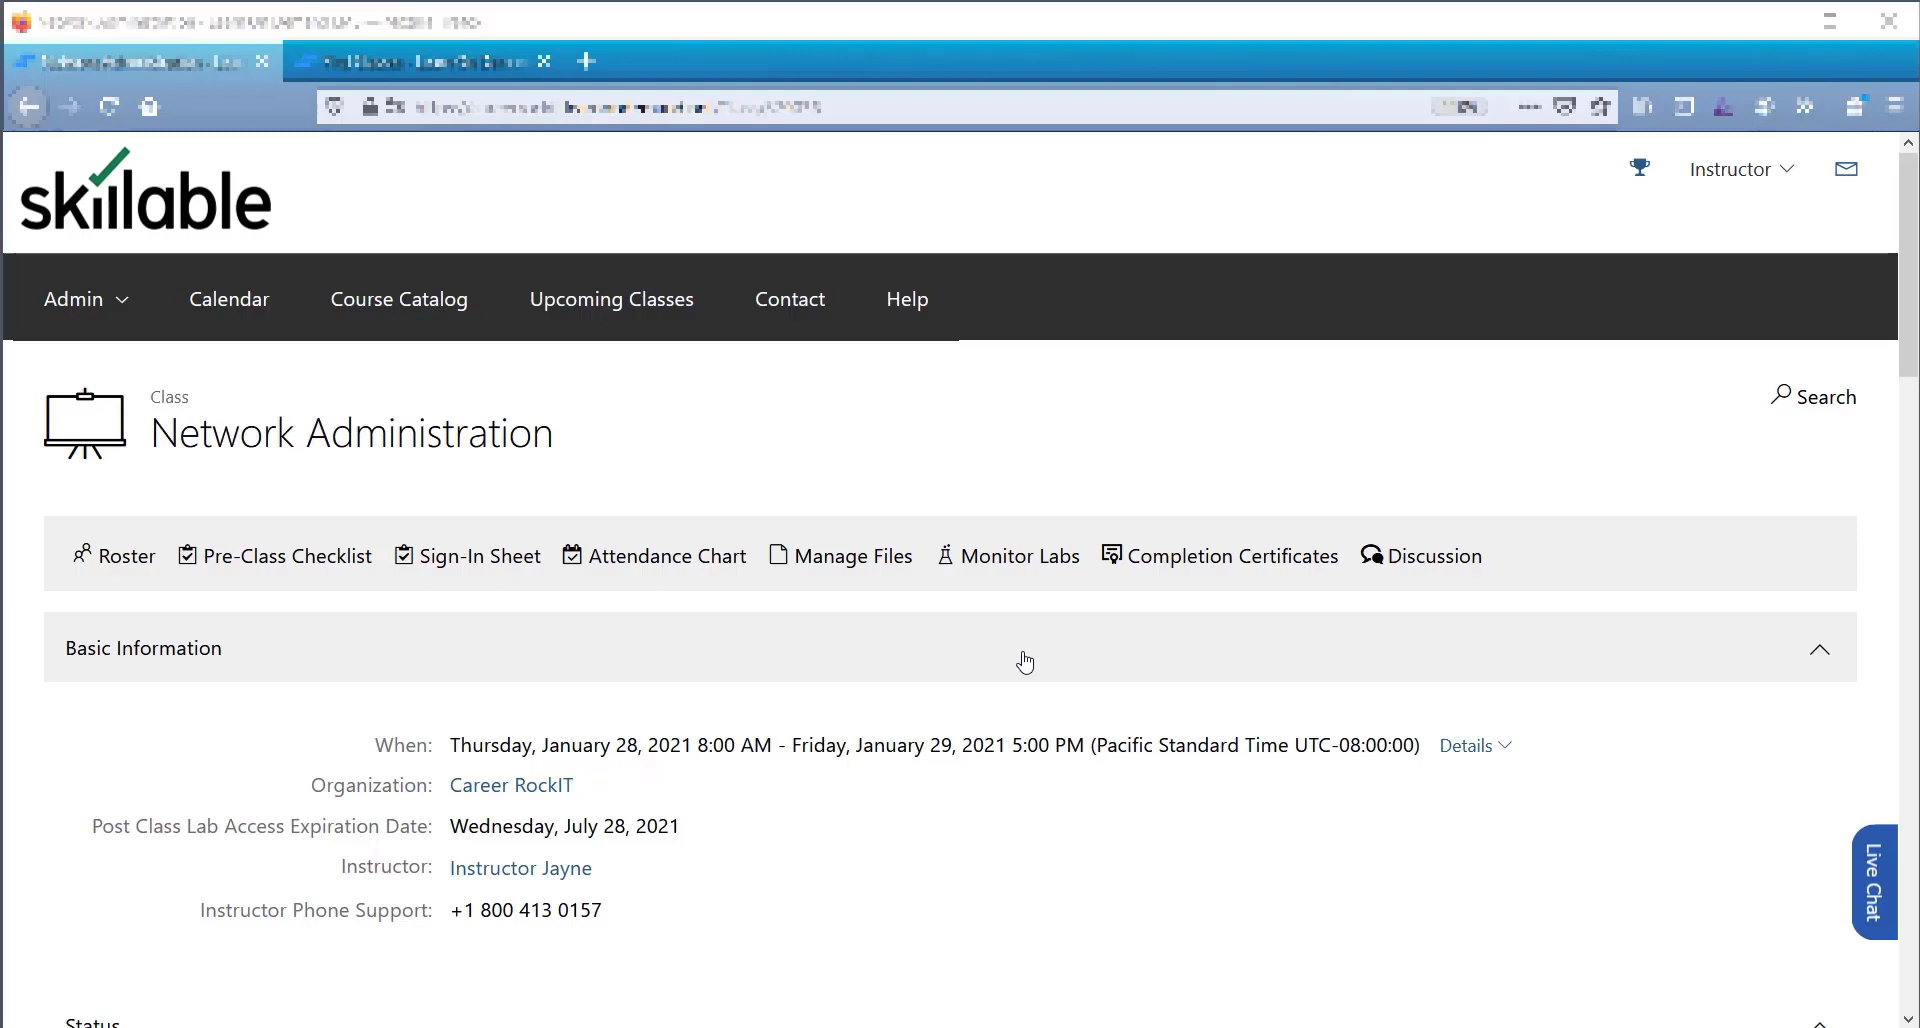 skillable
Instructor
Admin
Calendar
Course Catalog
Upcoming Classes
Contact
Help
Class
Network Administration
Search
Roster
Pre-Class Checklist
Sign-In Sheet
Attendance Chart
Manage Files
Monitor Labs
Completion Certificates
Discussion
Basic Information
When: Thursday, January 28, 2021 8:00 AM - Friday, January 29, 2021 5:00 PM (Pacific Standard Time UTC-08:00:00) Details
Organization: Career RockIT
Post Class Lab Access Expiration Date: Wednesday, July 28, 2021
Instructor: Instructor Jayne
Instructor Phone Support: +1 800 413 0157
Live Chat
Status